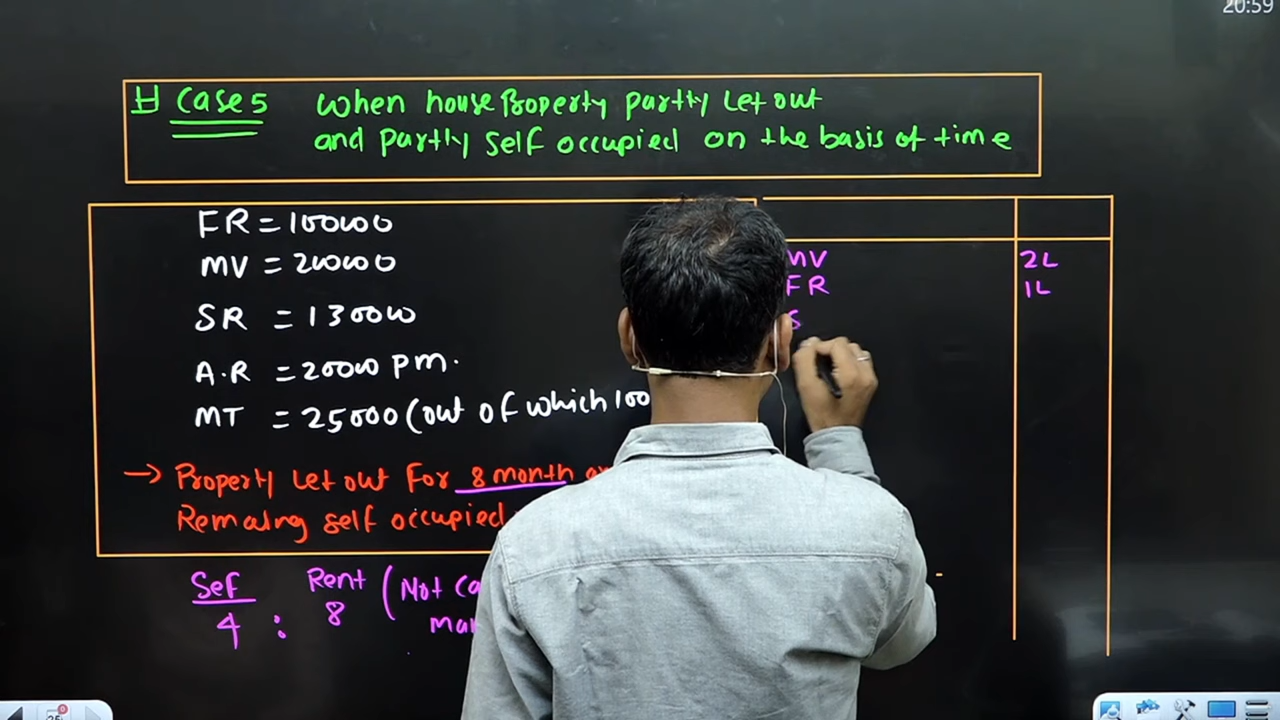 20:59
Case 5 when house Property partly Let out
and partly self occupied on the basis of time
FR = 100000
MV = 200000
SR = 130000
A.R = 20000 pm.
MT = 25000 (out of which 100
→ Property Let out For 8 month
Remaing self occupied
Sef : Rent (Not
4 : 8
MV 2L
FR 1L
S